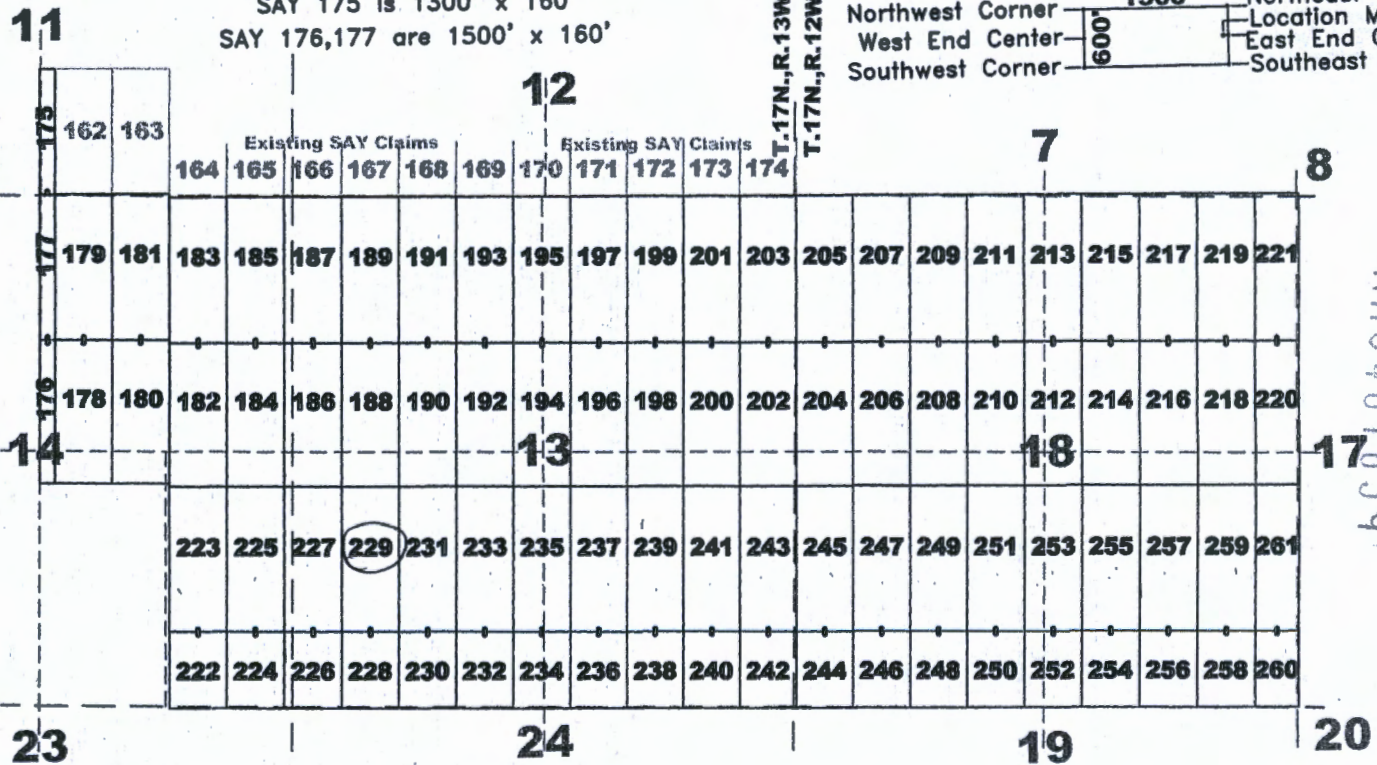 SAY 175 is 1300' x 160'
SAY 176,177 are 1500' x 160'
11
12
T.17N.,R.13W
T.17N.,R.12W
Northwest Corner
West End Center
Southwest Corner
600'
Location
East End
Southeast
175
162 163
Existing SAY Claims
Existing SAY Claims
164 165 166 167 168 169 170 171 172 173 174
7
8
177 179 181 183 185 187 189 191 193 195 197 199 201 203 205 207 209 211 213 215 217 219 221
176 178 180 182 184 186 188 190 192 194 196 198 200 202 204 206 208 210 212 214 216 218 220
14
13
18
17
223 225 227 229 231 233 235 237 239 241 243 245 247 249 251 253 255 257 259 261
222 224 226 228 230 232 234 236 238 240 242 244 246 248 250 252 254 256 258 260
23
24
19
20